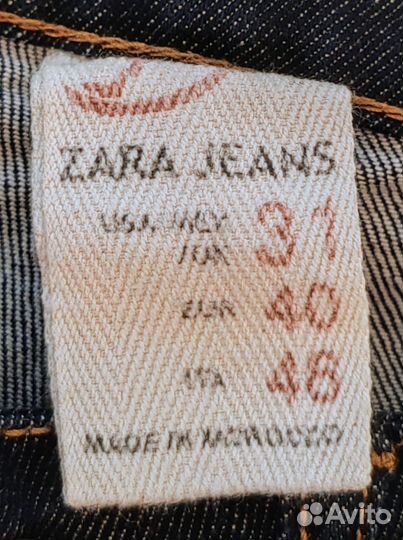 ZARA JEANS
USA-MEX 31
/UK
EUR 40
ITA 46
MADE IN MOROCCO
Avito